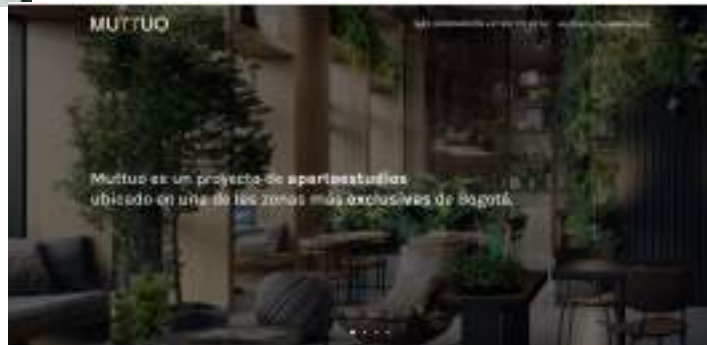 MUTTUO
Muttuo es un proyecto de apartaestudios
ubicado en una de las zonas más exclusivas de Bogotá.